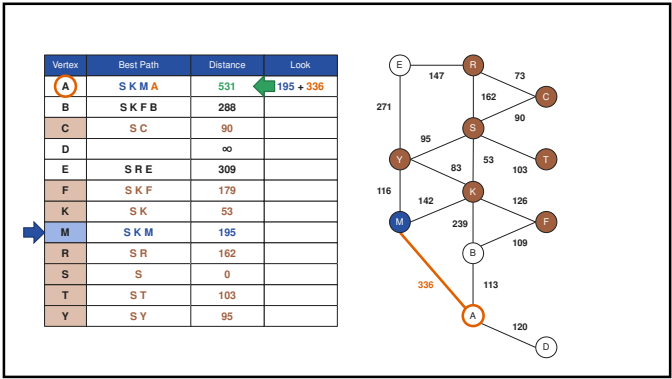 Vertex Best Path Distance Look
A S K M A 531 195 + 336
B S K F B 288
C S C 90
D ∞
E S R E 309
F S K F 179
K S K 53
M S K M 195
R S R 162
S S 0
T S T 103
Y S Y 95
E R
147 73
C
271 162 90
S
95
Y 53 T
83 103
116 K
142 126
M 239 F
109
B
336 113
A
120
D